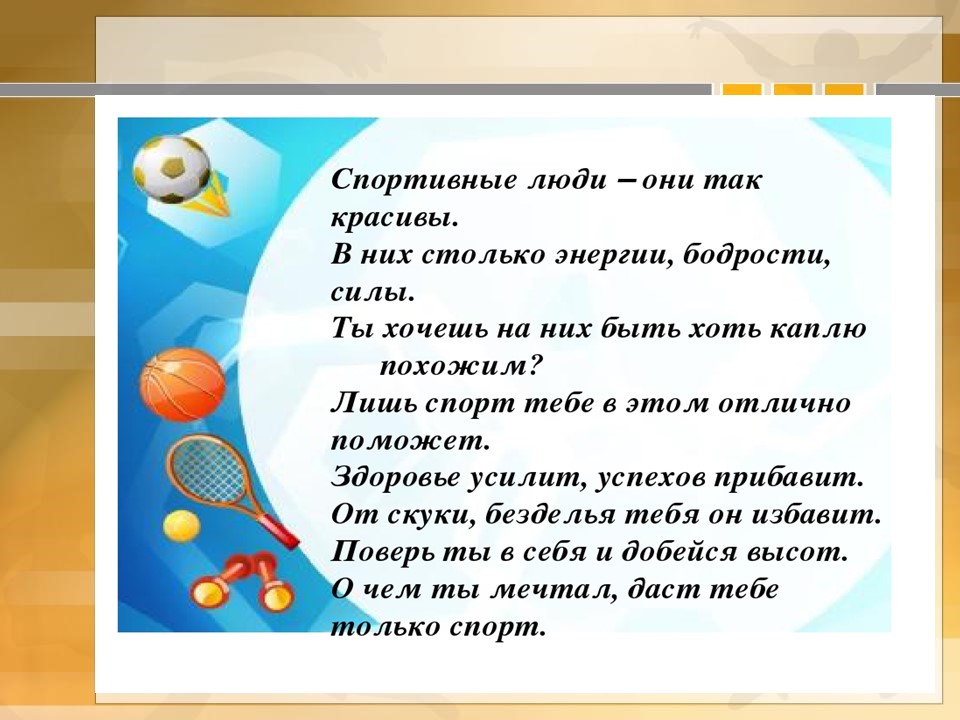 Спортивные люди – они так
красивы.
В них столько энергии, бодрости,
силы.
Ты хочешь на них быть хоть каплю
похожим?
Лишь спорт тебе в этом отлично
поможет.
Здоровье усилит, успехов прибавит.
От скуки, безделья тебя он избавит.
Поверь ты в себя и добейся высот.
О чем ты мечтал, даст тебе
только спорт.